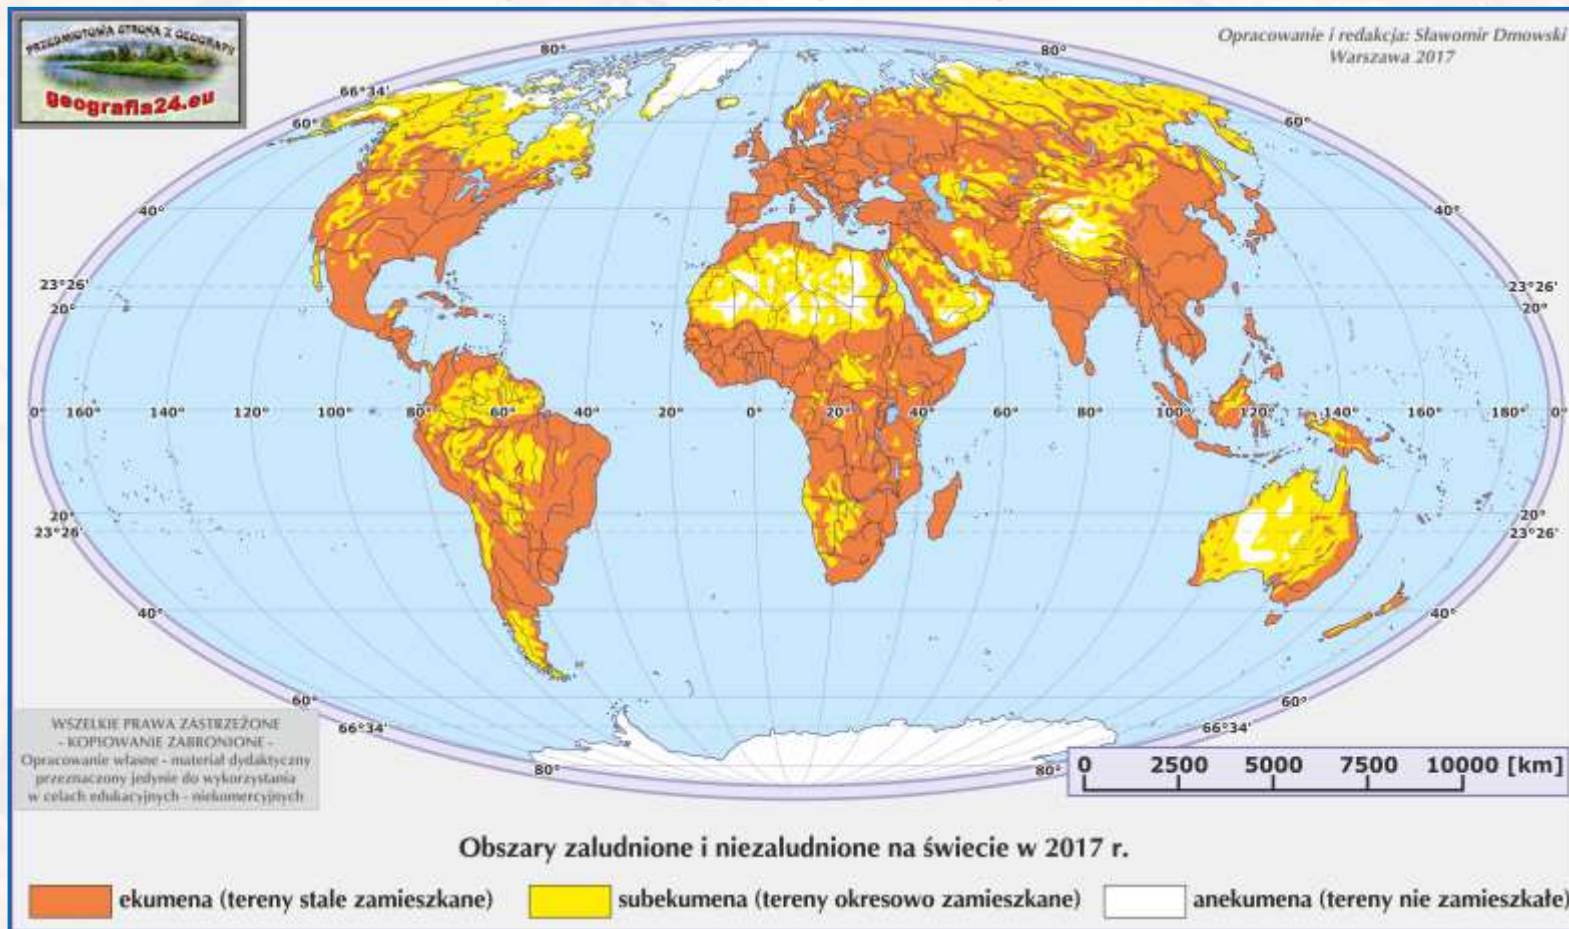 PRZEDMIOTOWA STRONA Z GEOGRAFII
geografia24.eu
Opracowanie i redakcja: Sławomir Dmowski
Warszawa 2017
80° 80°
66°34'
60° 60°
40° 40°
23°26' 23°26'
20° 20°
0° 160° 140° 120° 100° 80° 60° 40° 20° 0° 20° 40° 60° 80° 100° 120° 140° 160° 180° 0°
20° 20°
23°26' 23°26'
40° 40°
60° 60°
66°34' 66°34'
80° 80°
WSZELKIE PRAWA ZASTRZEŻONE
- KOPIOWANIE ZABRONIONE -
Opracowanie własne - materiał dydaktyczny
przeznaczony jedynie do wykorzystania
w celach edukacyjnych - niekomercyjnych
0 2500 5000 7500 10000 [km]
Obszary zaludnione i niezaludnione na świecie w 2017 r.
ekumena (tereny stale zamieszkane)
subekumena (tereny okresowo zamieszkane)
anekumena (tereny nie zamieszkałe)